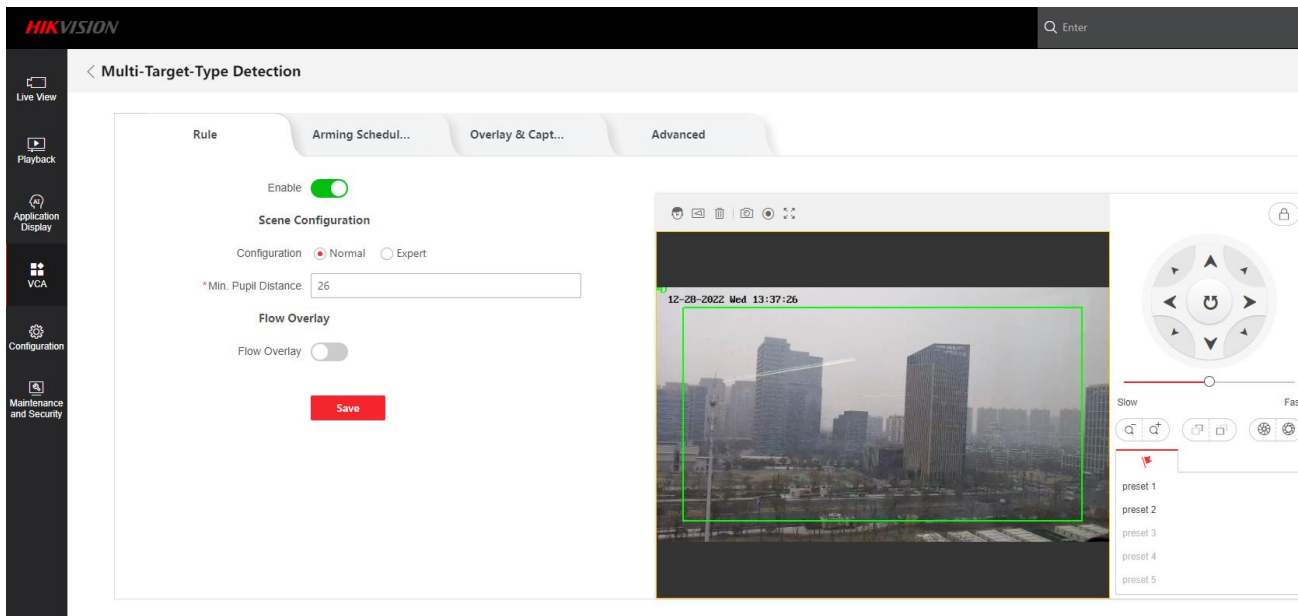 HIKVISION
Enter
Multi-Target-Type Detection
Live View
Playback
Application
Display
VCA
Configuration
Maintenance
and Security
Rule
Arming Schedul...
Overlay & Capt...
Advanced
Enable
Scene Configuration
Configuration
Normal
Expert
*Min. Pupil Distance
26
Flow Overlay
Flow Overlay
Save
12-28-2022 Wed 13:37:26
Slow
Fas
preset 1
preset 2
preset 3
preset 4
preset 5